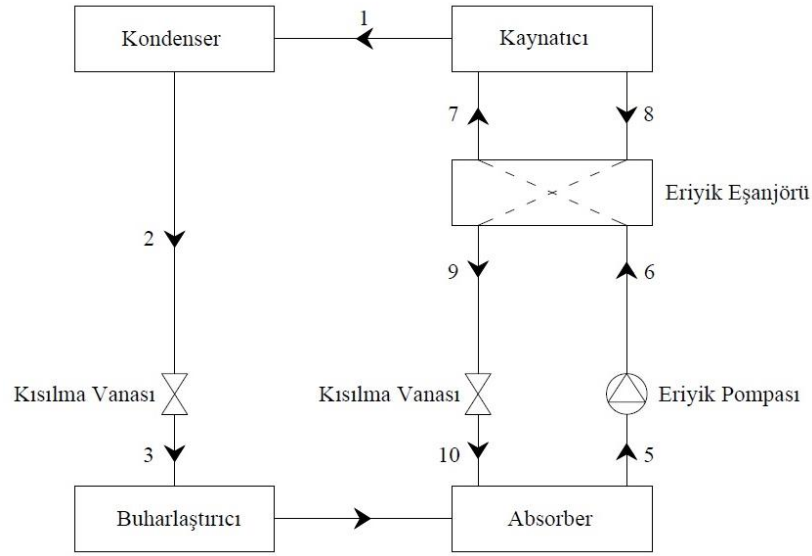 1
Kondenser
Kaynatıcı
7
8
Eriyik Eşanjörü
2
9
6
Kısılma Vanası
Kısılma Vanası
Eriyik Pompası
3
10
5
Buharlaştırıcı
Absorber